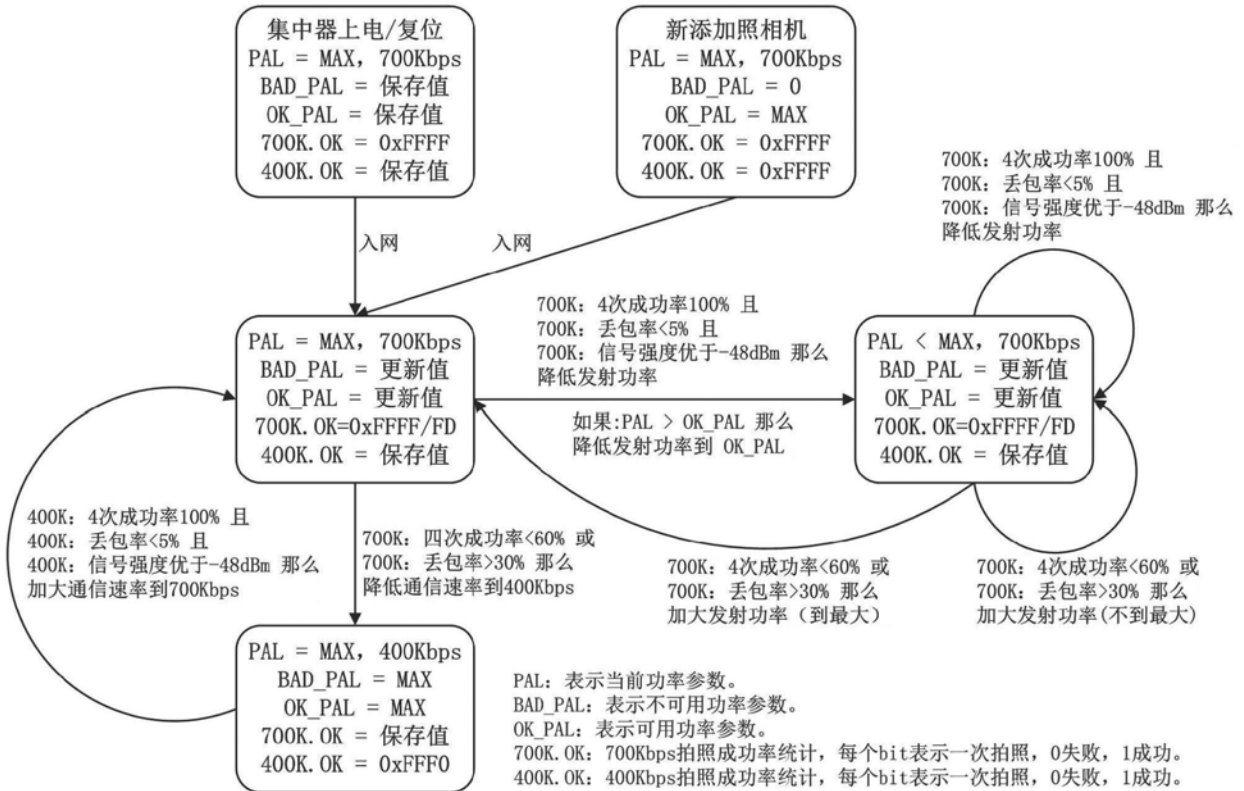 集中器上电/复位
PAL = MAX, 700Kbps
BAD_PAL = 保存值
OK_PAL = 保存值
700K.OK = 0xFFFF
400K.OK = 保存值
新添加照相机
PAL = MAX, 700Kbps
BAD_PAL = 0
OK_PAL = MAX
700K.OK = 0xFFFF
400K.OK = 0xFFFF
700K: 4次成功率100% 且
700K: 丢包率<5% 且
700K: 信号强度优于-48dBm 那么
降低发射功率
入网
入网
700K: 4次成功率100% 且
700K: 丢包率<5% 且
700K: 信号强度优于-48dBm 那么
降低发射功率
PAL = MAX, 700Kbps
BAD_PAL = 更新值
OK_PAL = 更新值
700K.OK=0xFFFF/FD
400K.OK = 保存值
如果:PAL > OK_PAL 那么
降低发射功率到 OK_PAL
PAL < MAX, 700Kbps
BAD_PAL = 更新值
OK_PAL = 更新值
700K.OK=0xFFFF/FD
400K.OK = 保存值
400K: 4次成功率100% 且
400K: 丢包率<5% 且
400K: 信号强度优于-48dBm 那么
加大通信速率到700Kbps
700K: 四次成功率<60% 或
700K: 丢包率>30% 那么
降低通信速率到400Kbps
700K: 4次成功率<60% 或
700K: 丢包率>30% 那么
加大发射功率（到最大）
700K: 4次成功率<60% 或
700K: 丢包率>30% 那么
加大发射功率(不到最大)
PAL = MAX, 400Kbps
BAD_PAL = MAX
OK_PAL = MAX
700K.OK = 保存值
400K.OK = 0xFFF0
PAL: 表示当前功率参数。
BAD_PAL: 表示不可用功率参数。
OK_PAL: 表示可用功率参数。
700K.OK: 700Kbps拍照成功率统计，每个bit表示一次拍照，0失败，1成功。
400K.OK: 400Kbps拍照成功率统计，每个bit表示一次拍照，0失败，1成功。